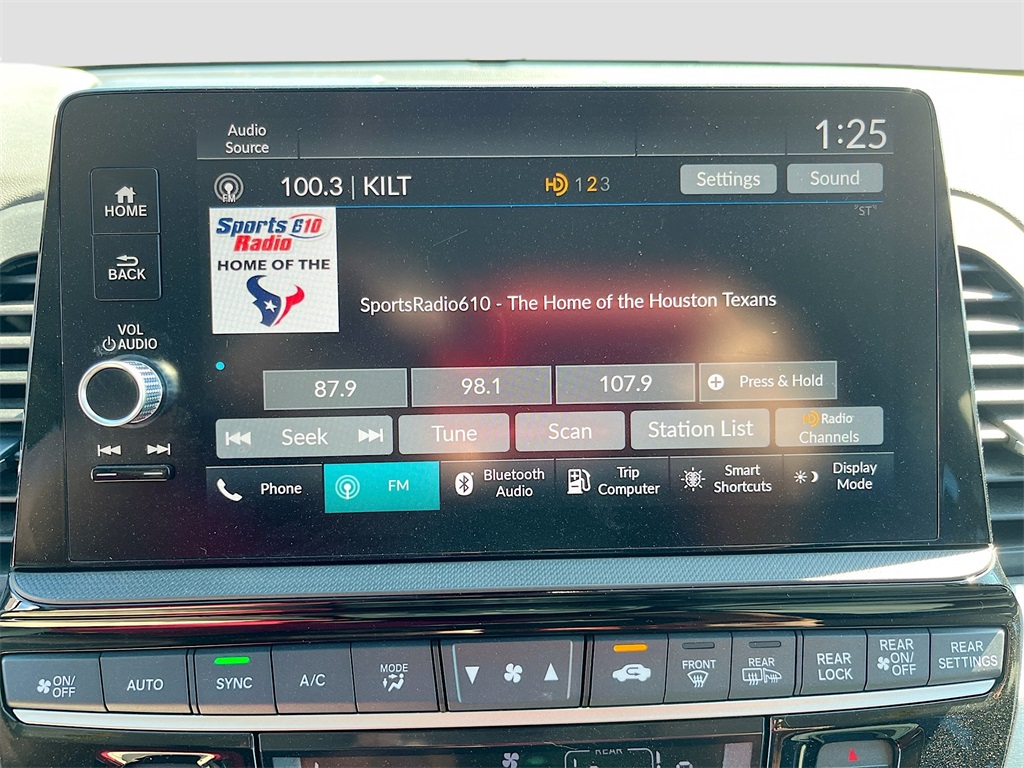 Audio
Source
1:25
HOME
BACK
VOL
AUDIO
FM
100.3 | KILT
HD 1 2 3
Settings
Sound
"ST"
Sports 610
Radio
HOME OF THE
SportsRadio610 - The Home of the Houston Texans
87.9
98.1
107.9
Press & Hold
Seek
Tune
Scan
Station List
HD Radio
Channels
Phone
FM
Bluetooth
Audio
Trip
Computer
Smart
Shortcuts
Display
Mode
ON/
OFF
AUTO
SYNC
A/C
MODE
FRONT
REAR
REAR
LOCK
REAR
ON/
OFF
REAR
SETTINGS
REAR